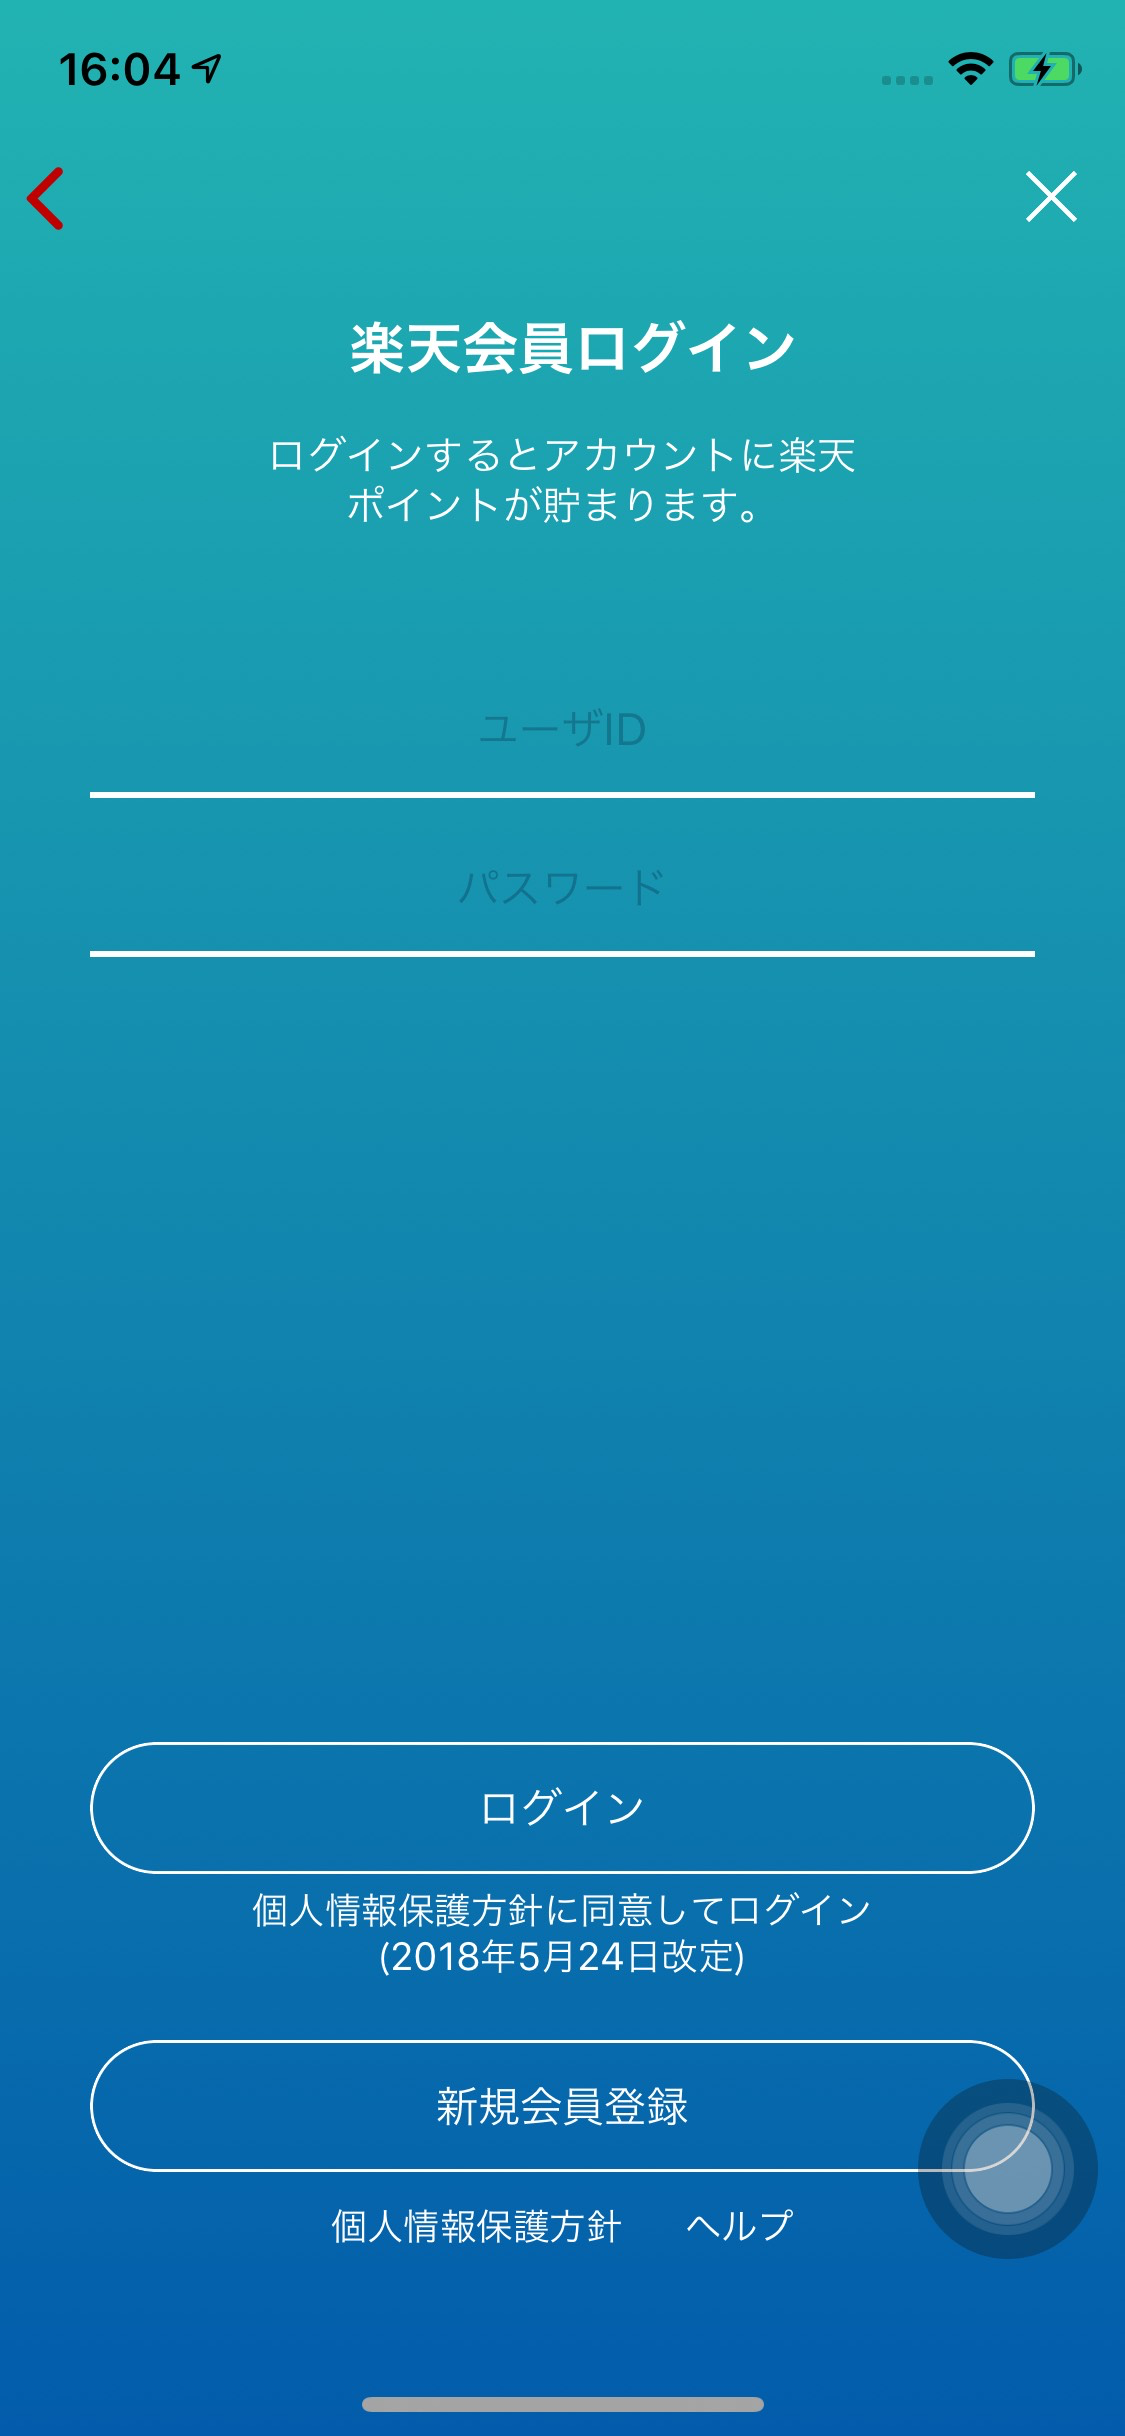 16:04
楽天会員ログイン
ログインするとアカウントに楽天
ポイントが貯まります。
ユーザID
パスワード
ログイン
個人情報保護方針に同意してログイン
(2018年5月24日改定)
新規会員登録
個人情報保護方針 ヘルプ